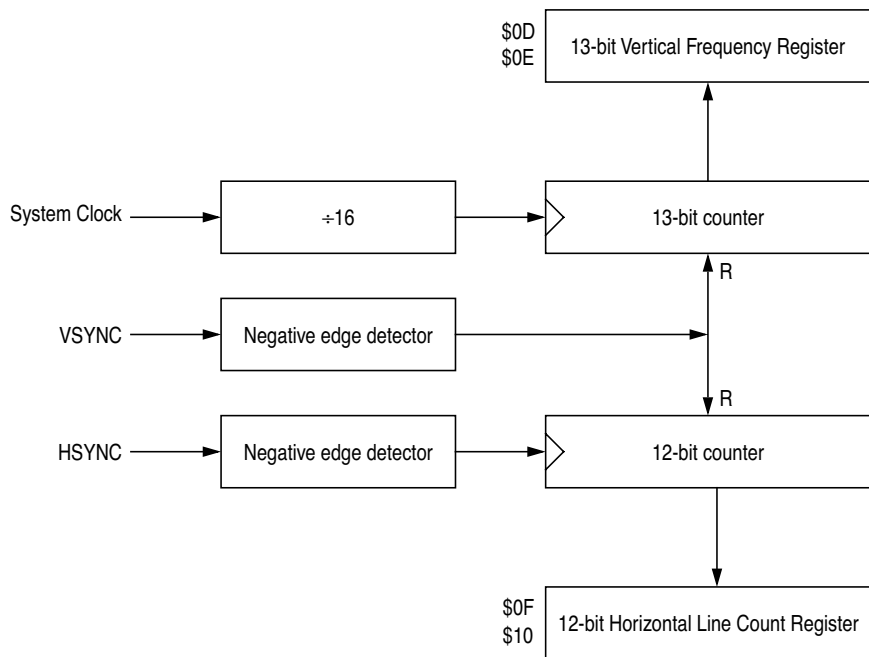 $0D
$0E
13-bit Vertical Frequency Register
System Clock
÷16
13-bit counter
R
VSYNC
Negative edge detector
R
HSYNC
Negative edge detector
12-bit counter
$0F
$10
12-bit Horizontal Line Count Register